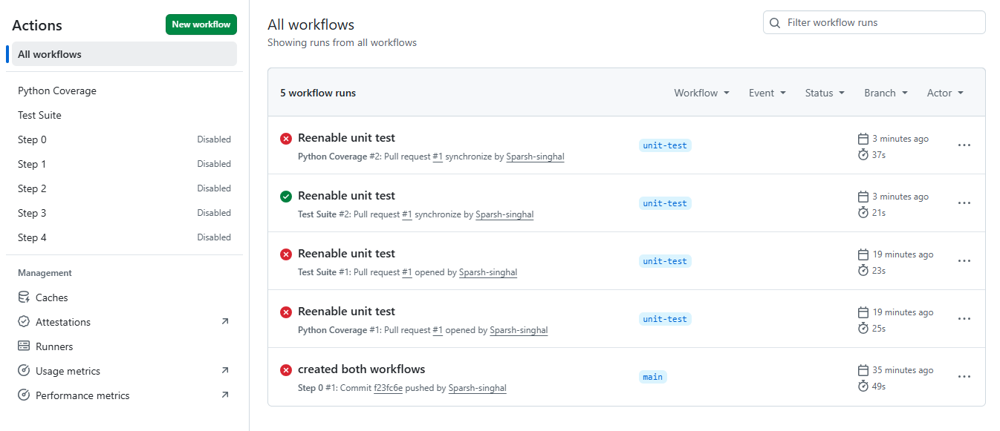 Actions
New workflow
All workflows
Python Coverage
Test Suite
Step 0 Disabled
Step 1 Disabled
Step 2 Disabled
Step 3 Disabled
Step 4 Disabled
Management
Caches
Attestations
Runners
Usage metrics
Performance metrics
All workflows
Showing runs from all workflows
Filter workflow runs
5 workflow runs
Workflow Event Status Branch Actor
Reenable unit test
Python Coverage #2: Pull request #1 synchronize by Sparsh-singhal
unit-test
3 minutes ago
37s
Reenable unit test
Test Suite #2: Pull request #1 synchronize by Sparsh-singhal
unit-test
3 minutes ago
21s
Reenable unit test
Test Suite #1: Pull request #1 opened by Sparsh-singhal
unit-test
19 minutes ago
23s
Reenable unit test
Python Coverage #1: Pull request #1 opened by Sparsh-singhal
unit-test
19 minutes ago
25s
created both workflows
Step 0 #1: Commit f23fc6e pushed by Sparsh-singhal
main
35 minutes ago
49s